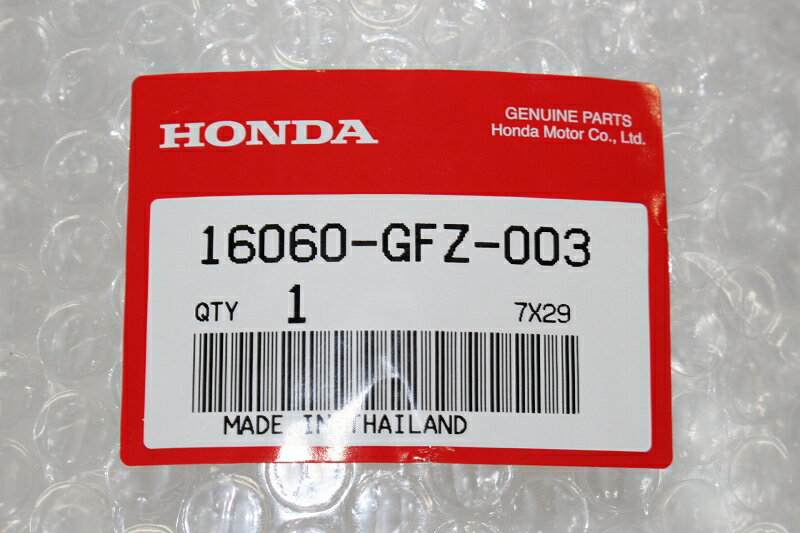 HONDA
GENUINE PARTS
Honda Motor Co., Ltd.
16060-GFZ-003
QTY 1 7X29
MADE IN THAILAND